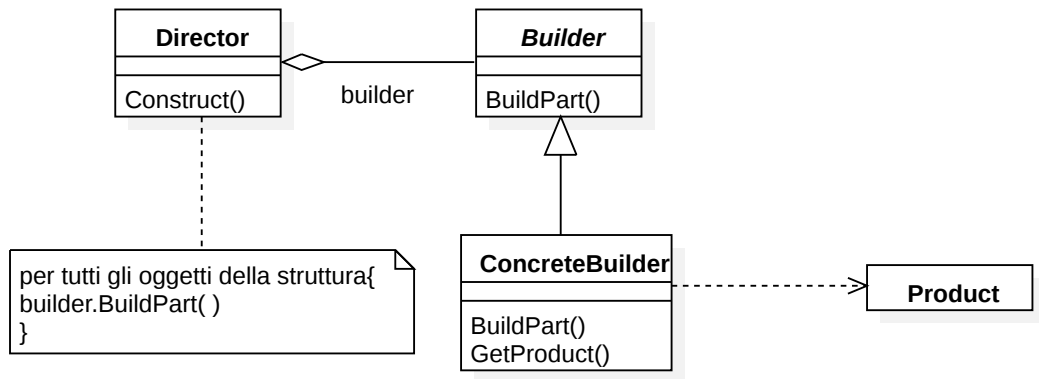 Director
Construct()
builder
Builder
BuildPart()
per tutti gli oggetti della struttura{
builder.BuildPart( )
}
ConcreteBuilder
BuildPart()
GetProduct()
Product